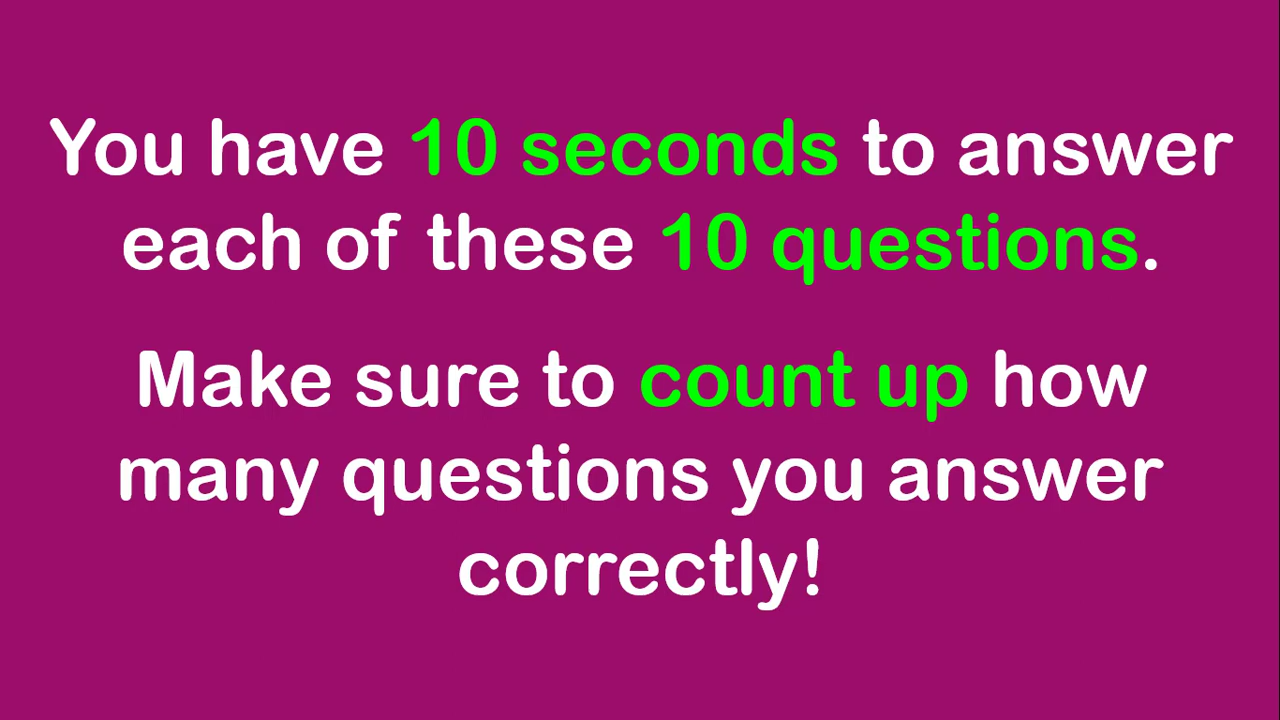 You have 10 seconds to answer
each of these 10 questions.
Make sure to count up how
many questions you answer
correctly!